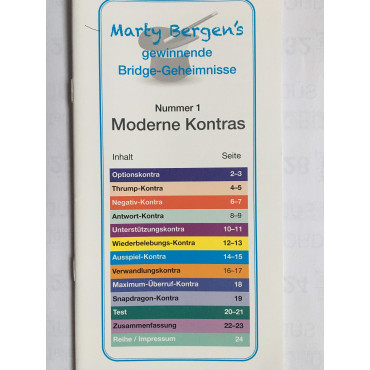 Marty Bergen's
gewinnende
Bridge-Geheimnisse
Nummer 1
Moderne Kontras
Inhalt Seite
Optionskontra 2–3
Thrump-Kontra 4–5
Negativ-Kontra 6–7
Antwort-Kontra 8–9
Unterstützungskontra 10–11
Wiederbelebungs-Kontra 12–13
Ausspiel-Kontra 14–15
Verwandlungskontra 16–17
Maximum-Überruf-Kontra 18
Snapdragon-Kontra 19
Test 20–21
Zusammenfassung 22–23
Reihe / Impressum 24